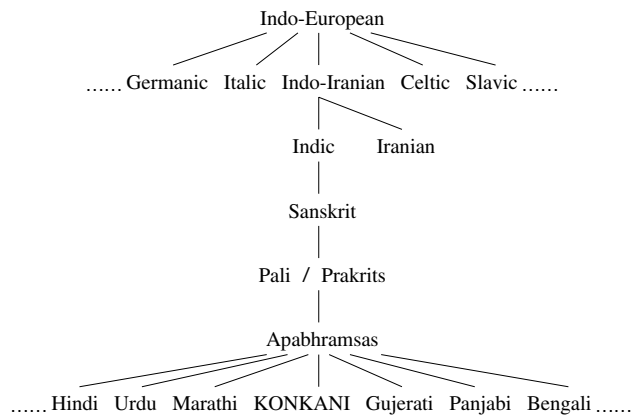 Indo-European
...... Germanic Italic Indo-Iranian Celtic Slavic ......
Indic Iranian
Sanskrit
Pali / Prakrits
Apabhramsas
...... Hindi Urdu Marathi KONKANI Gujerati Panjabi Bengali ......